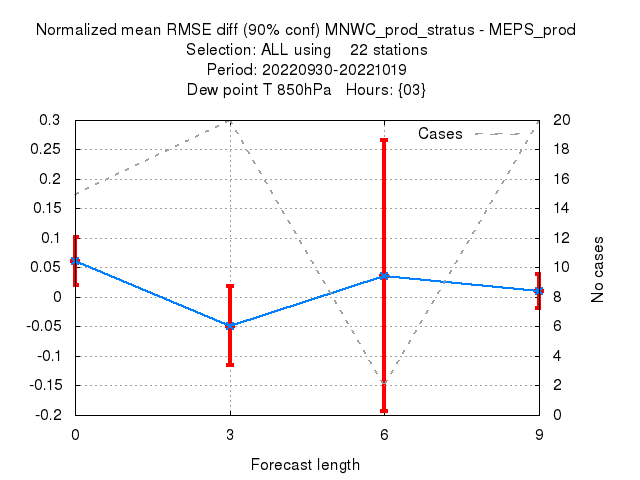 Normalized mean RMSE diff (90% conf) MNWC_prod_stratus - MEPS_prod
Selection: ALL using    22 stations
Period: 20220930-20221019
Dew point T 850hPa   Hours: {03}
Cases
0.3
0.25
0.2
0.15
0.1
0.05
0
-0.05
-0.1
-0.15
-0.2
20
18
16
14
12
10
8
6
4
2
0
No cases
0 3 6 9
Forecast length